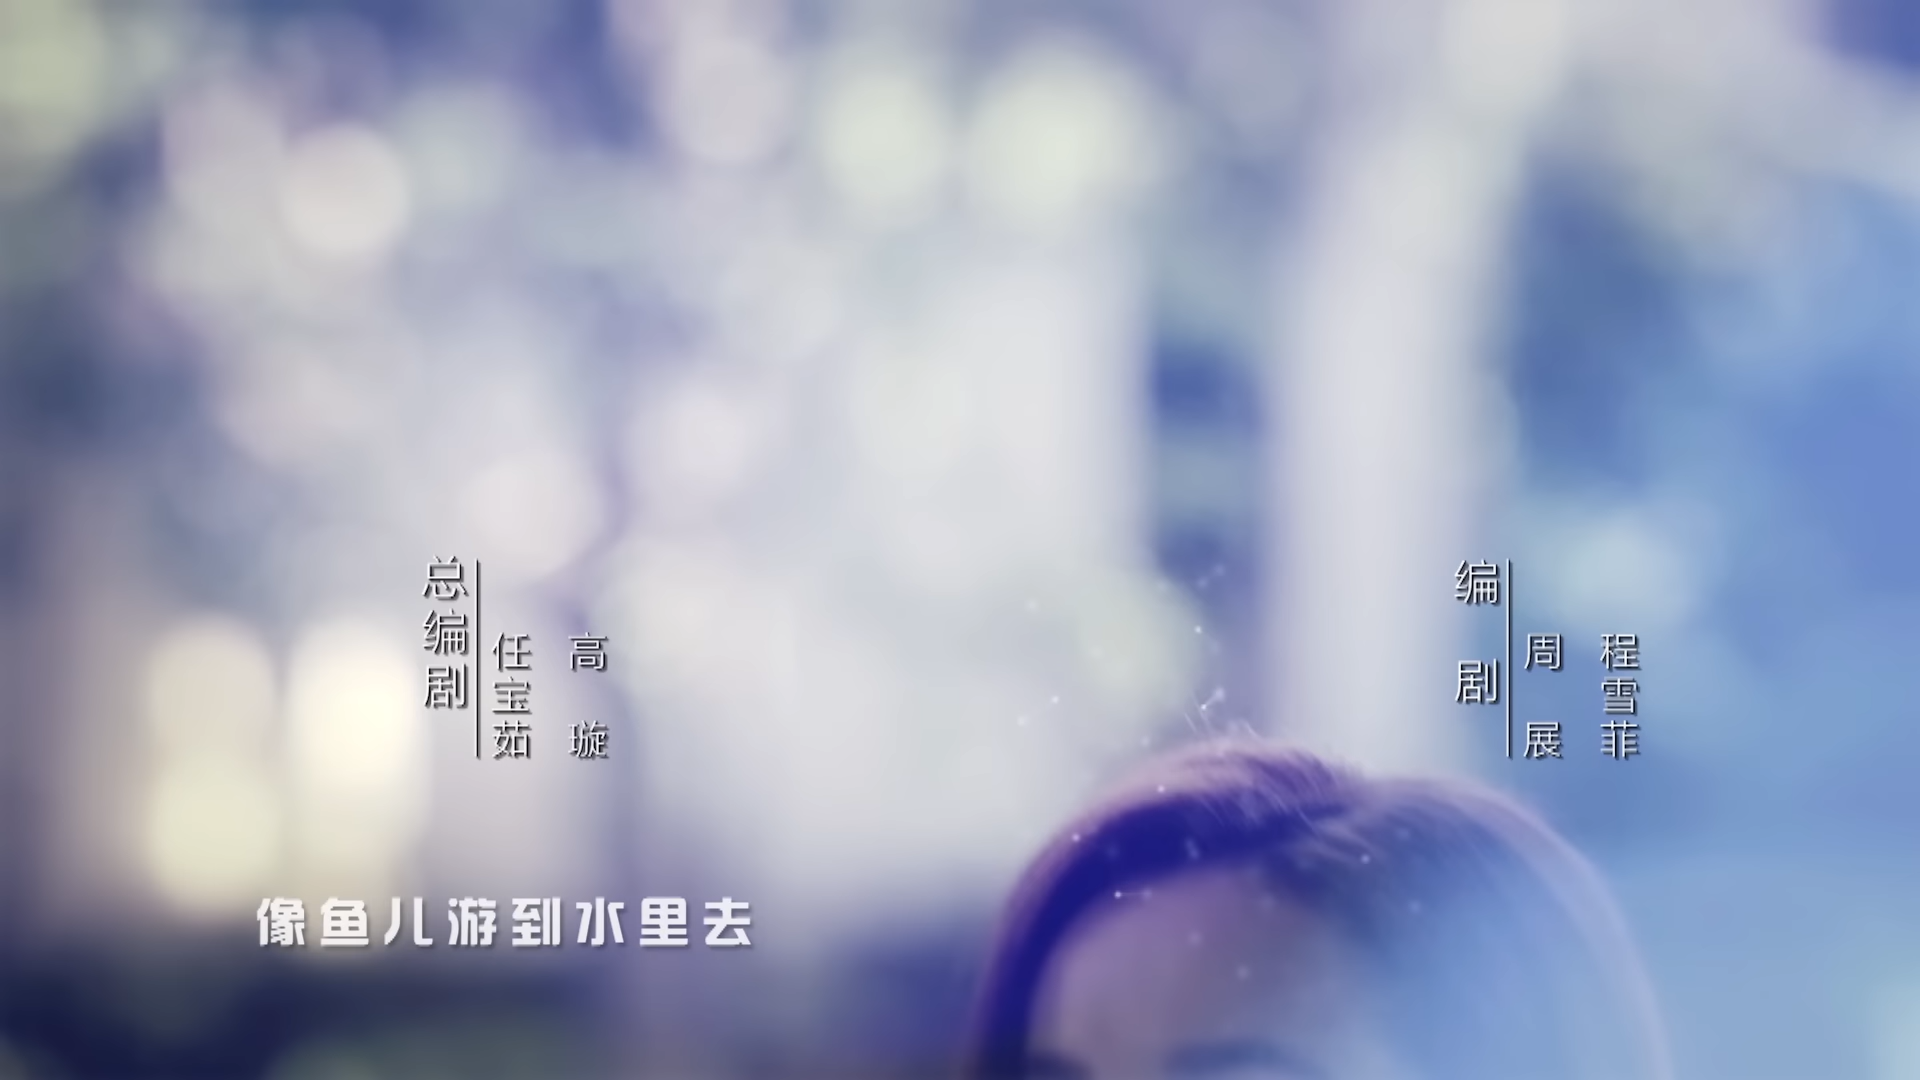 总编剧
任宝茹
高璇
编剧
周展
程雪菲
像鱼儿游到水里去